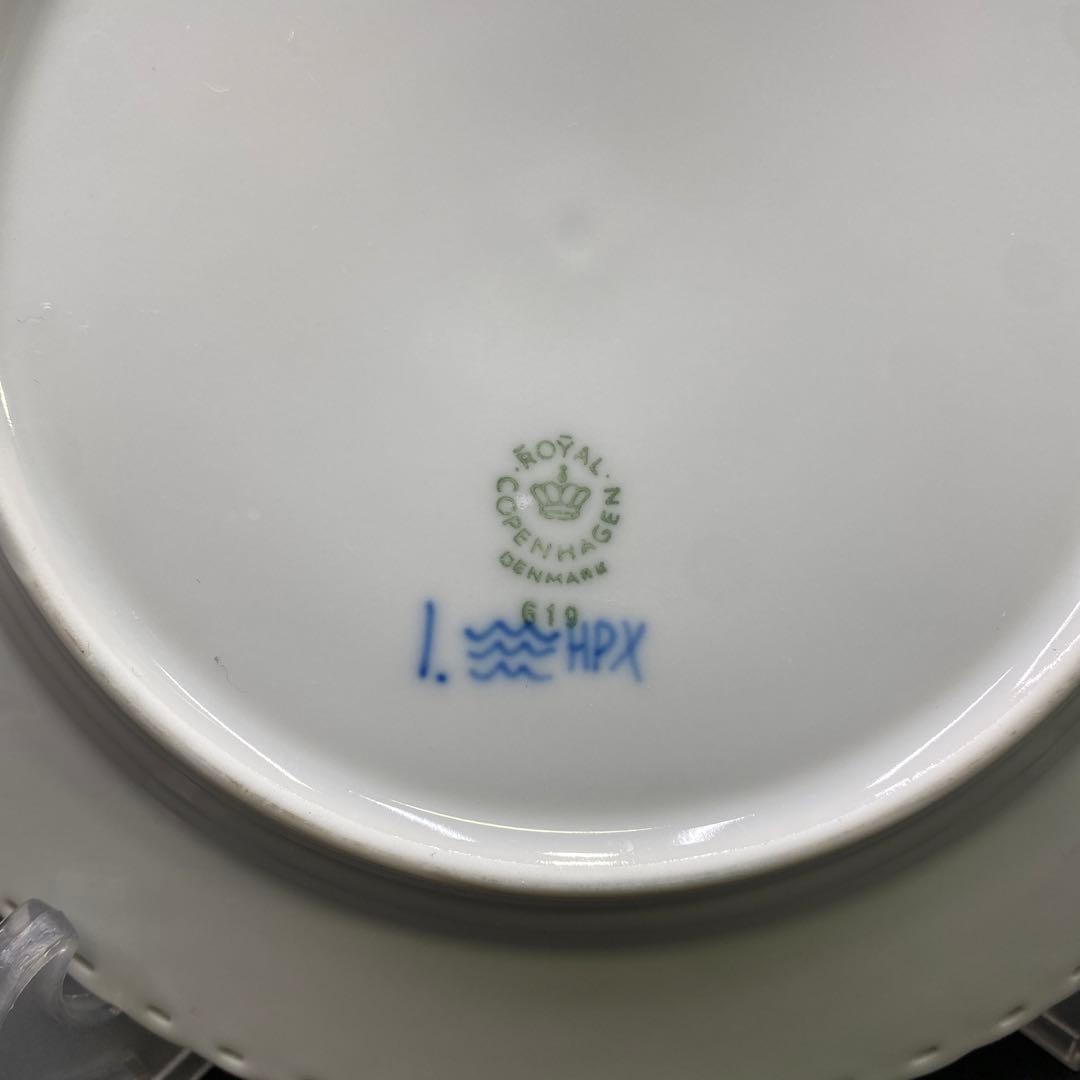 ROYAL
COPENHAGEN
DENMARK
619
1. HPX